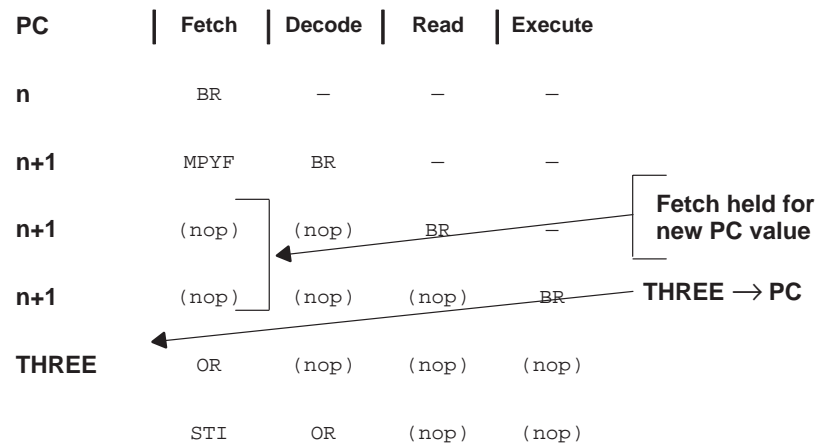 PC Fetch Decode Read Execute
n BR — — —
n+1 MPYF BR — —
n+1 (nop) (nop) BR —
Fetch held for
new PC value
n+1 (nop) (nop) (nop) BR
THREE → PC
THREE OR (nop) (nop) (nop)
STI OR (nop) (nop)